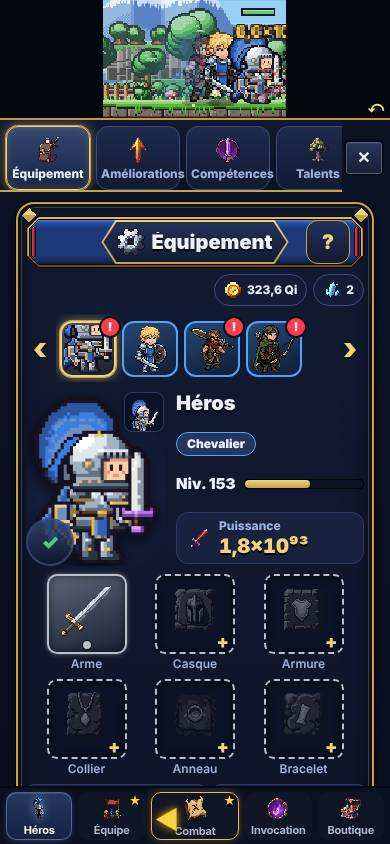 Équipement
Améliorations
Compétences
Talents
×
Équipement
?
323,6 Qi
2
!
!
!
Héros
Chevalier
Niv. 153
Puissance
1,8×10⁹³
Arme
Casque
Armure
Collier
Anneau
Bracelet
Héros
Équipe
Combat
Invocation
Boutique